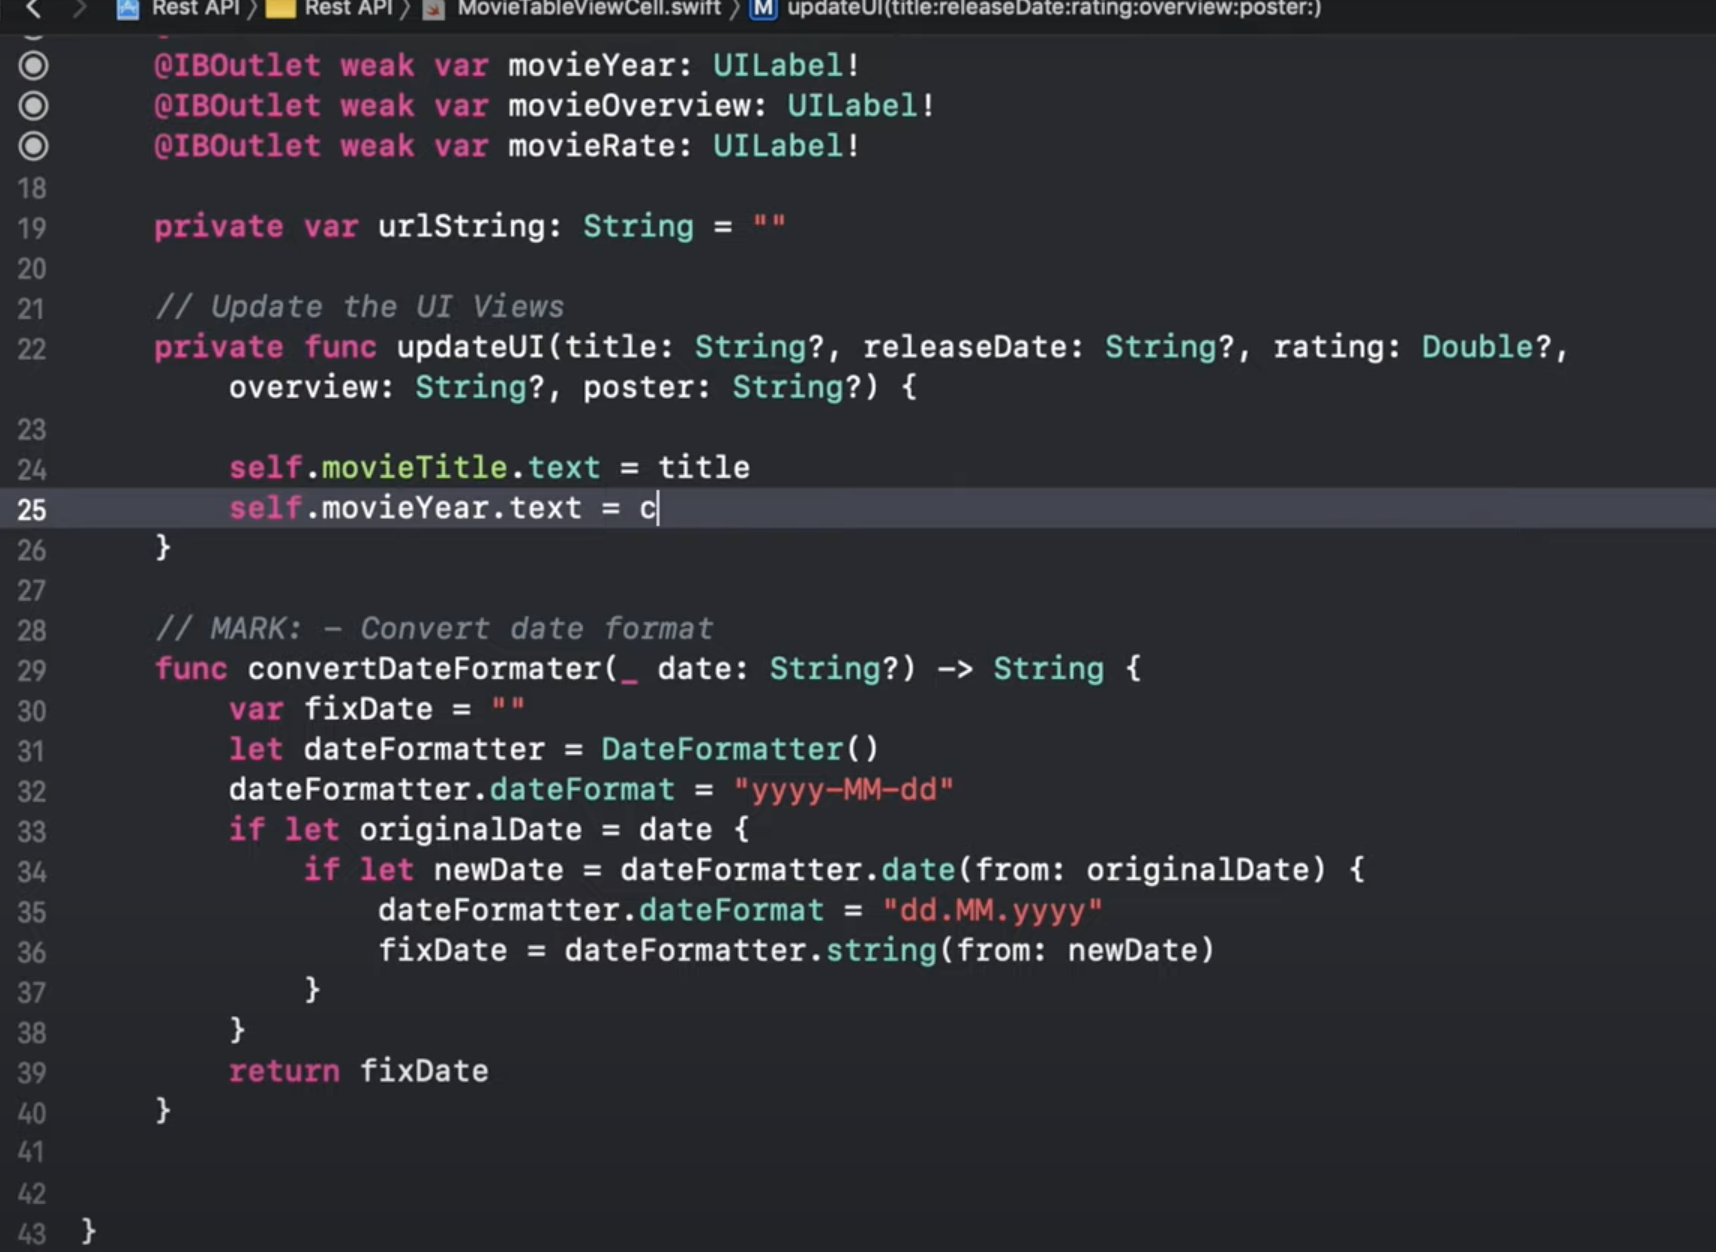 Rest API 〉 Rest API 〉 MovieTableViewCell.swift 〉 M updateUI(title:releaseDate:rating:overview:poster:)
@IBOutlet weak var movieYear: UILabel!
@IBOutlet weak var movieOverview: UILabel!
@IBOutlet weak var movieRate: UILabel!
18
19 private var urlString: String = ""
20
21 // Update the UI Views
22 private func updateUI(title: String?, releaseDate: String?, rating: Double?,
overview: String?, poster: String?) {
23
24 self.movieTitle.text = title
25 self.movieYear.text = c
26 }
27
28 // MARK: - Convert date format
29 func convertDateFormater(_ date: String?) -> String {
30 var fixDate = ""
31 let dateFormatter = DateFormatter()
32 dateFormatter.dateFormat = "yyyy-MM-dd"
33 if let originalDate = date {
34 if let newDate = dateFormatter.date(from: originalDate) {
35 dateFormatter.dateFormat = "dd.MM.yyyy"
36 fixDate = dateFormatter.string(from: newDate)
37 }
38 }
39 return fixDate
40 }
41
42
43 }